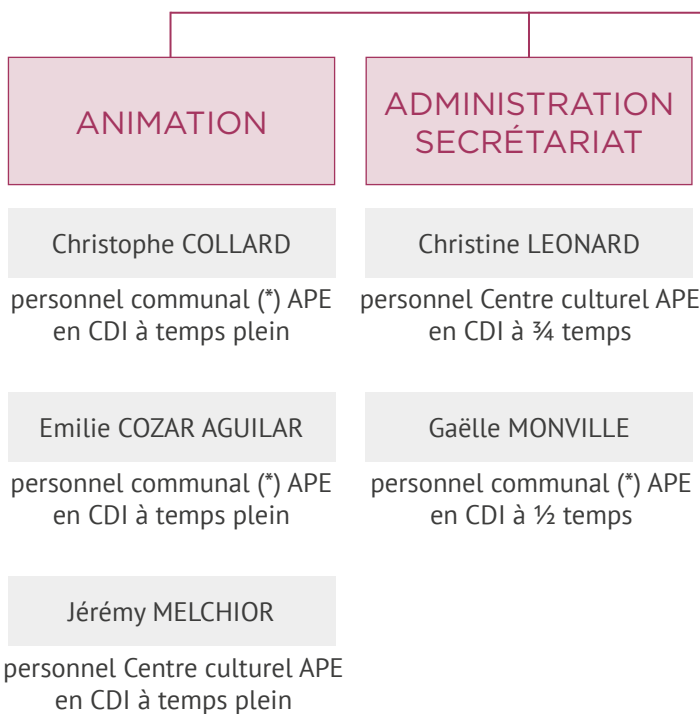 ANIMATION
Christophe COLLARD
personnel communal (*) APE
en CDI à temps plein
Emilie COZAR AGUILAR
personnel communal (*) APE
en CDI à temps plein
Jérémy MELCHIOR
personnel Centre culturel APE
en CDI à temps plein
ADMINISTRATION
SECRÉTARIAT
Christine LEONARD
personnel Centre culturel APE
en CDI à ¾ temps
Gaëlle MONVILLE
personnel communal (*) APE
en CDI à ½ temps